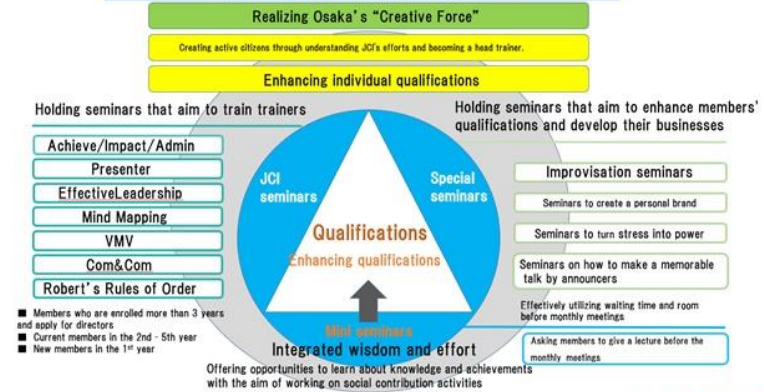 Realizing Osaka's "Creative Force"
Creating active citizens through understanding JCI's efforts and becoming a head trainer.
Enhancing individual qualifications
Holding seminars that aim to train trainers
Achieve/Impact/Admin
Presenter
EffectiveLeadership
Mind Mapping
VMV
Com&Com
Robert's Rules of Order
■ Members who are enrolled more than 3 years
and apply for directors
■ Current members in the 2nd - 5th year
■ New members in the 1st year
JCI
seminars
Special
seminars
Qualifications
Enhancing qualifications
Mini seminars
Integrated wisdom and effort
Offering opportunities to learn about knowledge and achievements
with the aim of working on social contribution activities
Holding seminars that aim to enhance members'
qualifications and develop their businesses
Improvisation seminars
Seminars to create a personal brand
Seminars to turn stress into power
Seminars on how to make a memorable
talk by announcers
Effectively utilizing waiting time and room
before monthly meetings
Asking members to give a lecture before the
monthly meetings